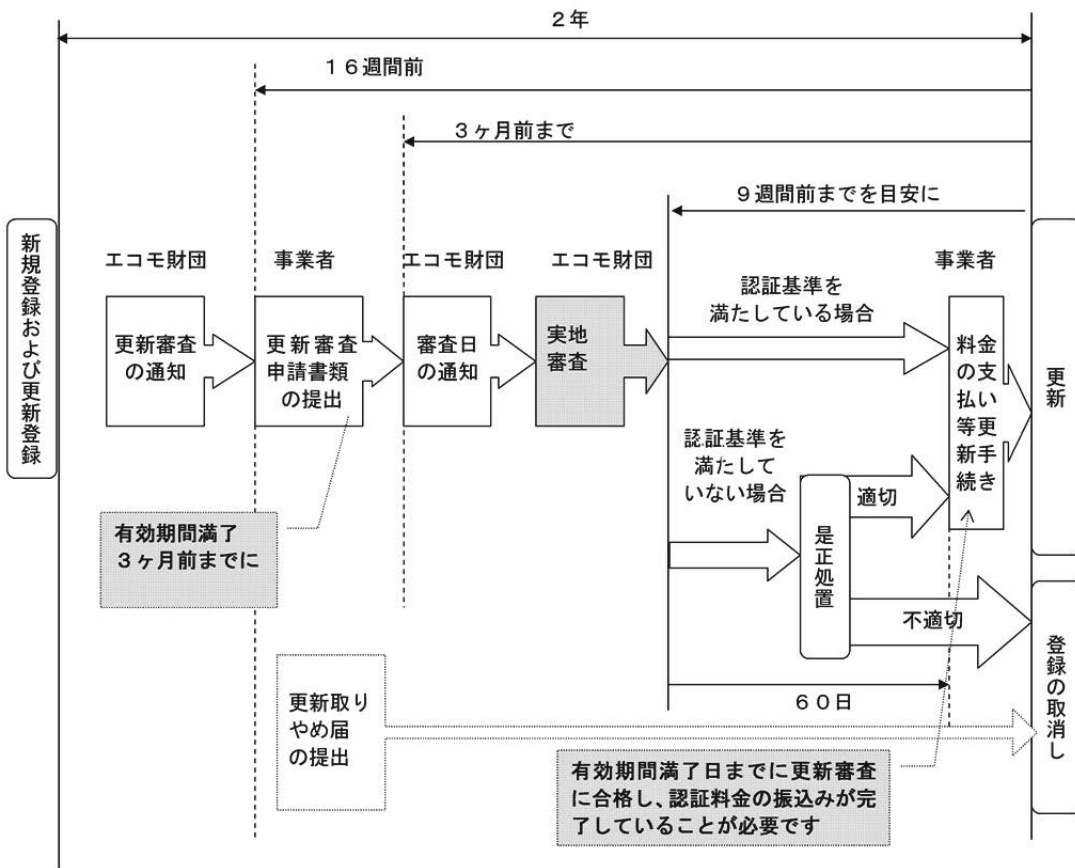 ２年
１６週間前
３ヶ月前まで
９週間前までを目安に
新規登録および更新登録
エコモ財団
更新審査
の通知
事業者
更新審査
申請書類
の提出
エコモ財団
審査日
の通知
エコモ財団
実地
審査
認証基準を
満たしている場合
認証基準を
満たして
いない場合
是正処置
適切
不適切
事業者
料金の支払い等更新手続き
更新
登録の取消し
有効期間満了
３ヶ月前までに
６０日
更新取り
やめ届
の提出
有効期間満了日までに更新審査
に合格し、認証料金の振込みが完
了していることが必要です